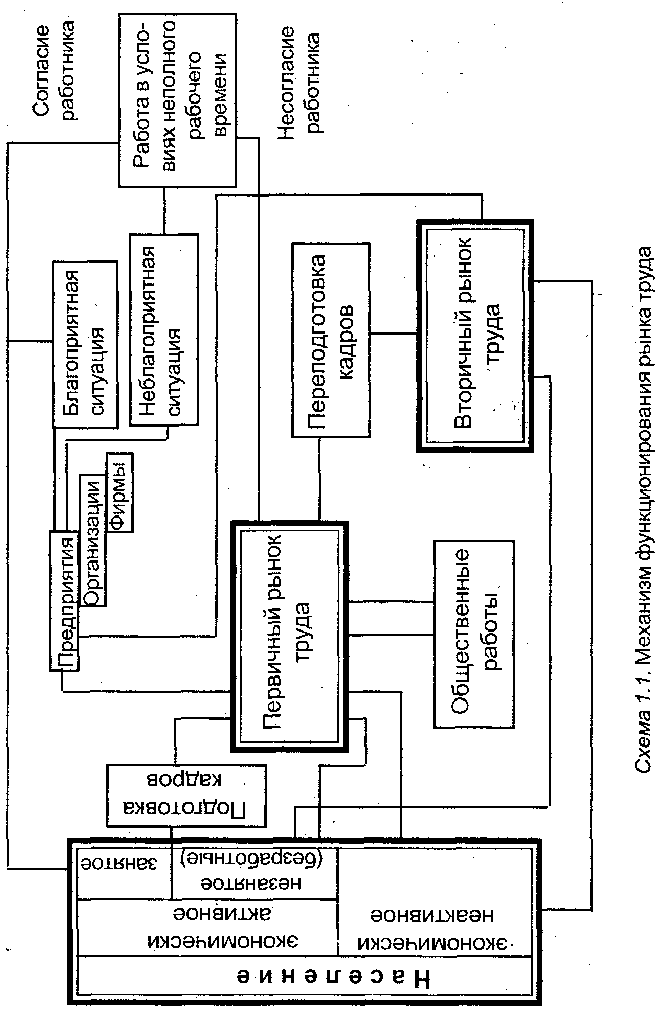 Согласие
работника
Работа в усло-
виях неполного
рабочего
времени
Несогласие
работника
Благоприятная
ситуация
Неблагоприятная
ситуация
Предприятия
Организации
Фирмы
Переподготовка
кадров
Вторичный рынок
труда
Первичный рынок
труда
Общественные
работы
Подготовка
кадров
Население
экономически
активное
занятое
незанятое
(безработные)
экономически
неактивное
Схема 1.1. Механизм функционирования рынка труда